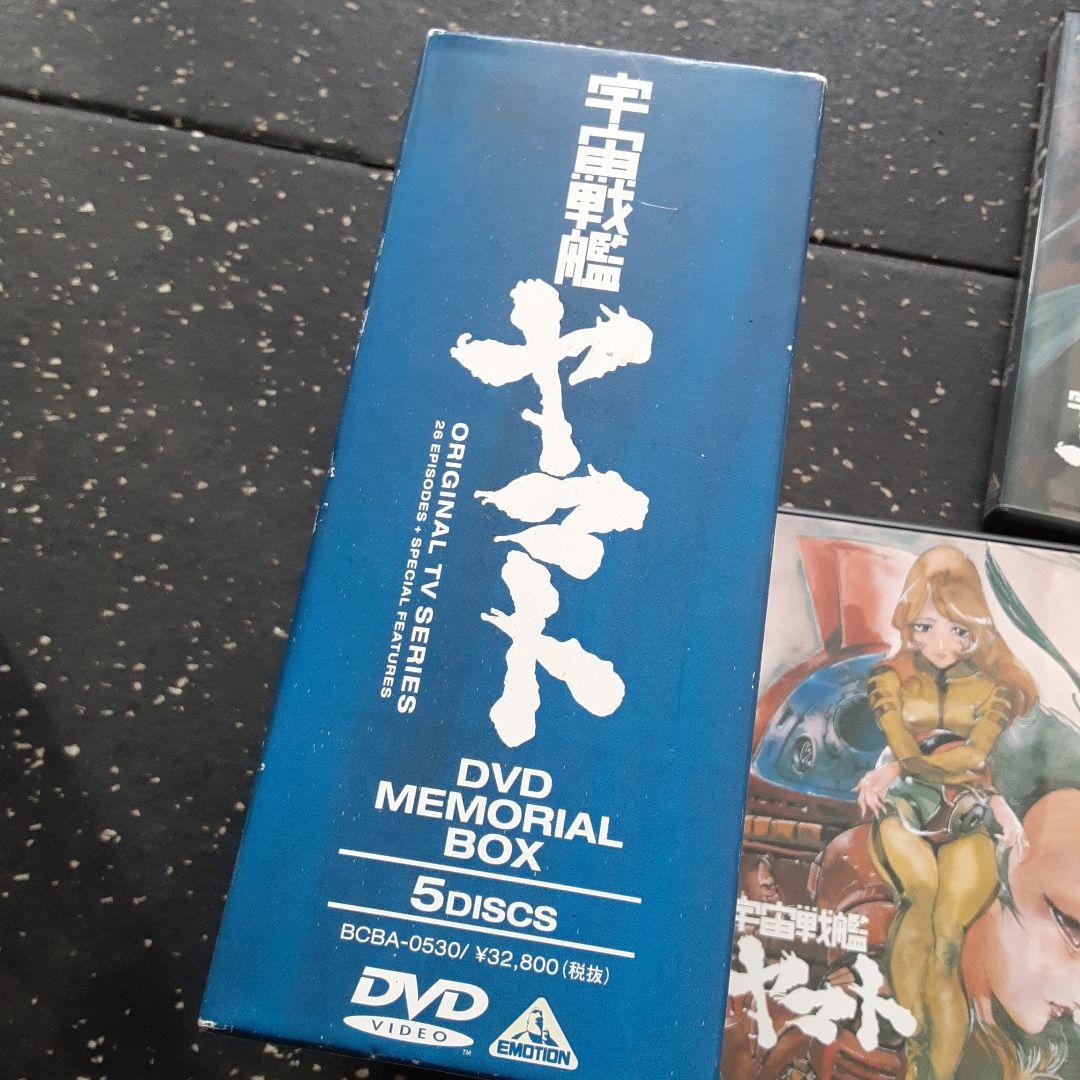 宇宙戦艦
ヤマト
ORIGINAL TV SERIES
26 EPISODES + SPECIAL FEATURES
DVD
MEMORIAL
BOX
5DISCS
BCBA-0530/ ¥32,800(税抜)
DVD
VIDEO
TM
EMOTION
宇宙戦艦
ヤマト